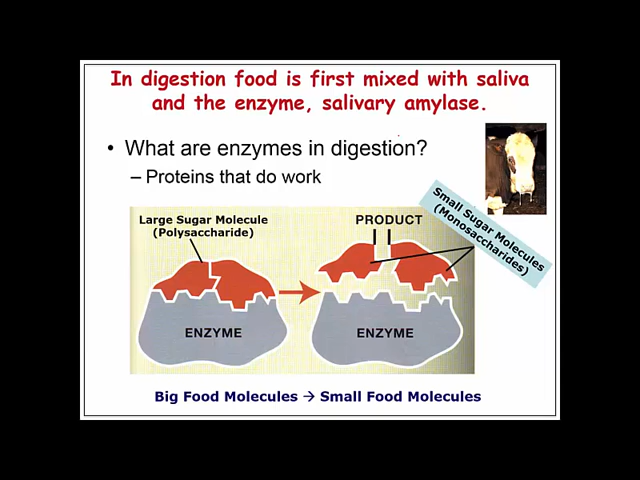 In digestion food is first mixed with saliva
and the enzyme, salivary amylase.
• What are enzymes in digestion?
– Proteins that do work
Large Sugar Molecule
(Polysaccharide)
PRODUCT
Small Sugar Molecules
(Monosaccharides)
ENZYME
ENZYME
Big Food Molecules → Small Food Molecules